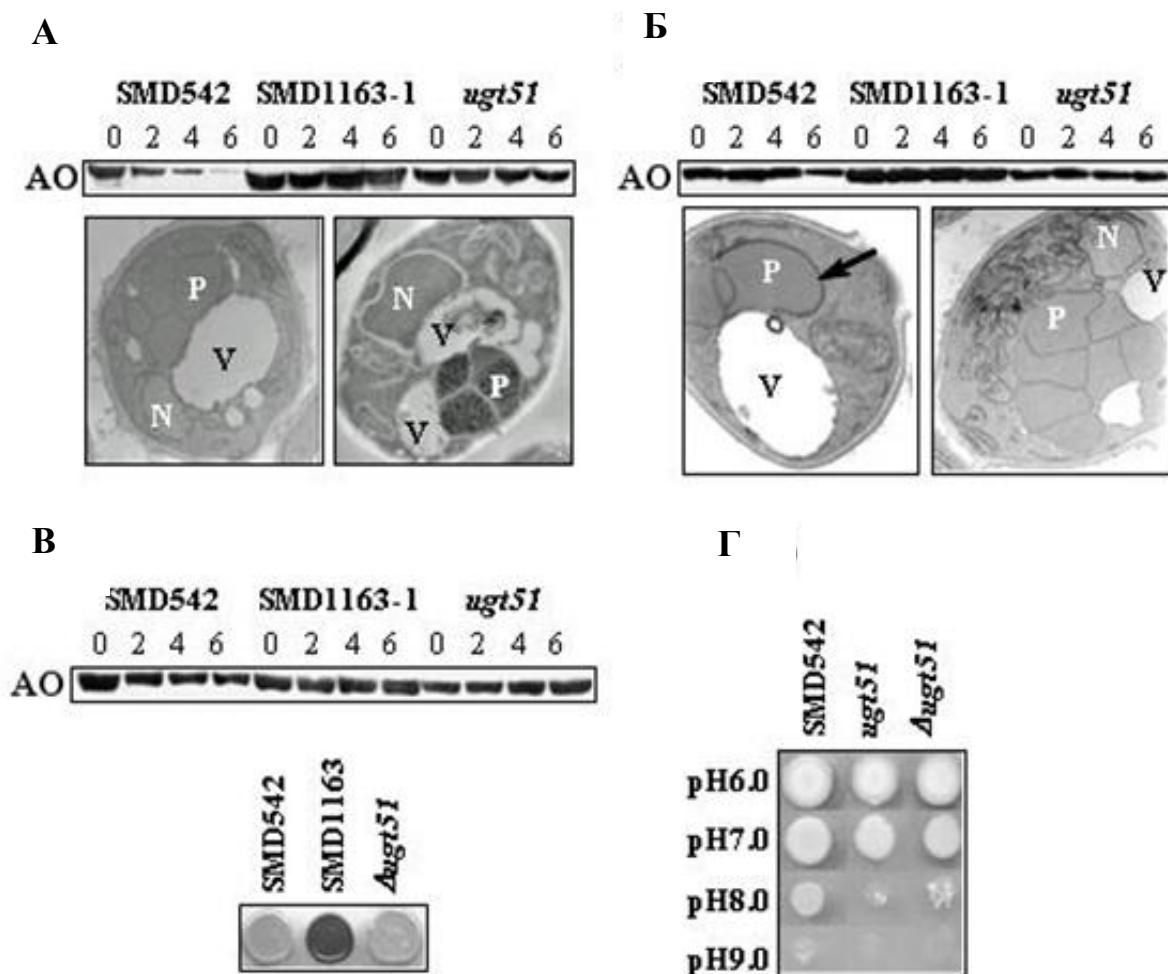 А
SMD542 SMD1163-1 ugt51
0 2 4 6 0 2 4 6 0 2 4 6
AO
P
V
N
N
V
P
V
Б
SMD542 SMD1163-1 ugt51
0 2 4 6 0 2 4 6 0 2 4 6
AO
P
V
N
V
P
В
SMD542 SMD1163-1 ugt51
0 2 4 6 0 2 4 6 0 2 4 6
AO
SMD542
SMD1163
Δugt51
Г
SMD542
ugt51
Δugt51
pH6.0
pH7.0
pH8.0
pH9.0